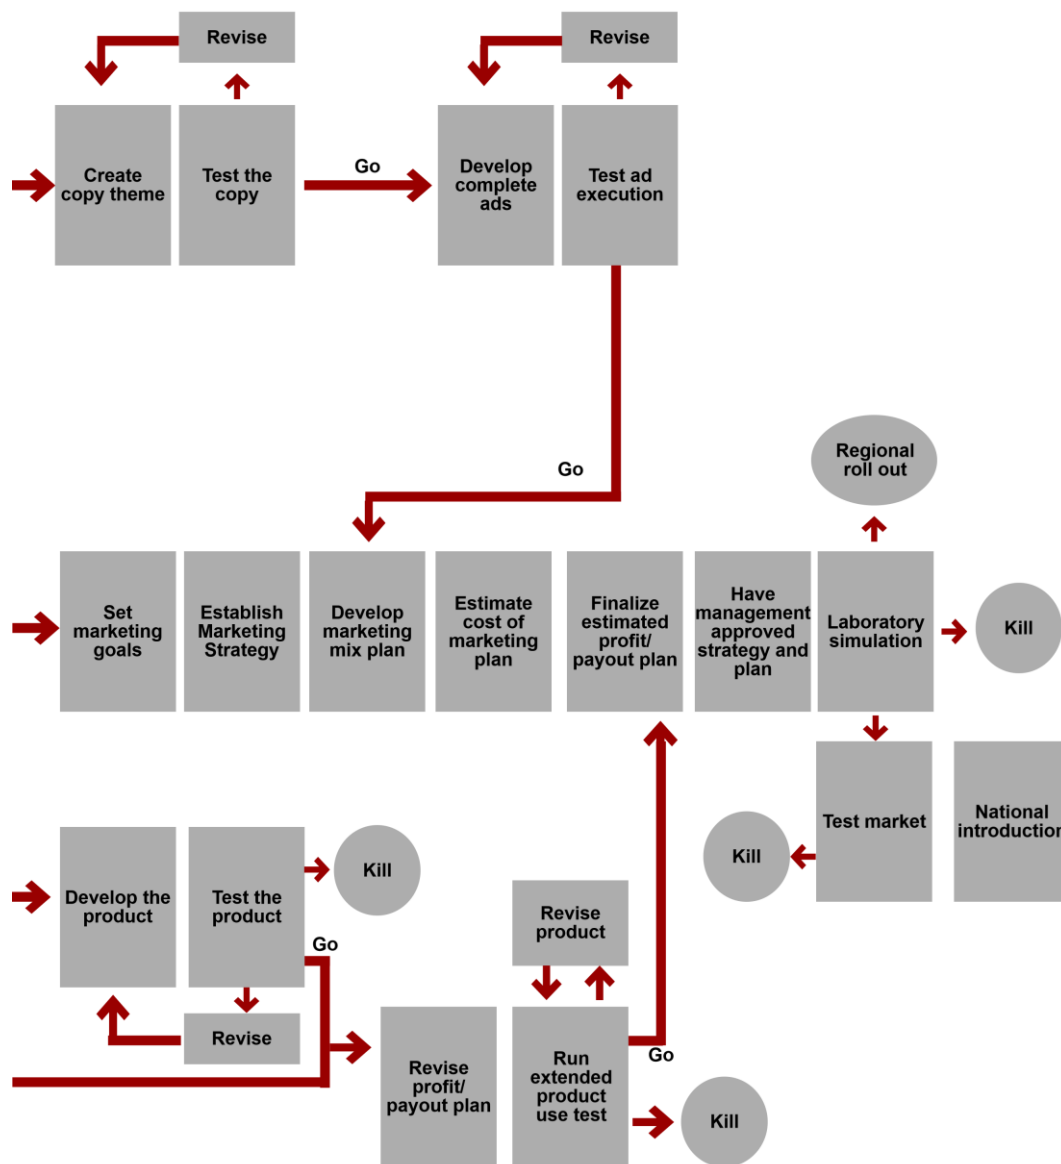 Revise
Revise
Create
copy theme
Test the
copy
Go
Develop
complete
ads
Test ad
execution
Go
Regional
roll out
Set
marketing
goals
Establish
Marketing
Strategy
Develop
marketing
mix plan
Estimate
cost of
marketing
plan
Finalize
estimated
profit/
payout plan
Have
management
approved
strategy and
plan
Laboratory
simulation
Kill
Test market
National
introduction
Kill
Develop the
product
Test the
product
Kill
Go
Revise
Revise
product
Revise
profit/
payout plan
Run
extended
product
use test
Go
Kill